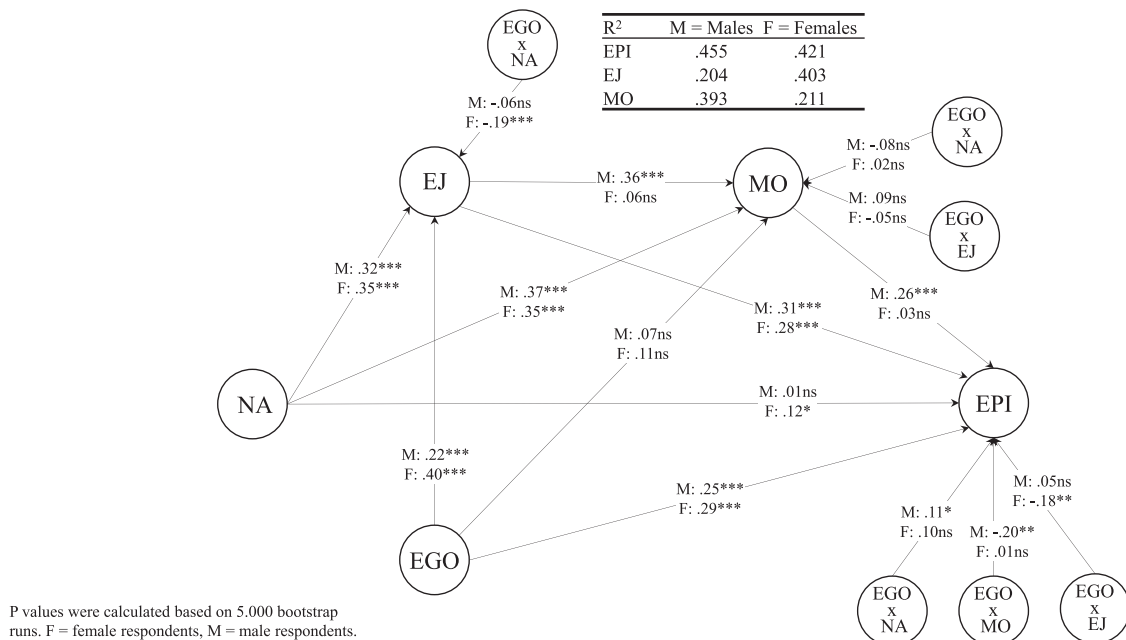 EGO
x
NA
R² M = Males F = Females
EPI .455 .421
EJ .204 .403
MO .393 .211
M: -.06ns
F: -.19***
EGO
x
NA
M: -.08ns
F: .02ns
EJ
M: .36***
F: .06ns
MO
M: .09ns
F: -.05ns
EGO
x
EJ
M: .32***
F: .35***
M: .37***
F: .35***
M: .31***
F: .28***
M: .26***
F: .03ns
M: .07ns
F: .11ns
NA
M: .01ns
F: .12*
EPI
M: .22***
F: .40***
M: .25***
F: .29***
M: .05ns
F: -.18**
M: .11*
F: .10ns
M: -.20**
F: .01ns
EGO
EGO
x
NA
EGO
x
MO
EGO
x
EJ
P values were calculated based on 5.000 bootstrap
runs. F = female respondents, M = male respondents.